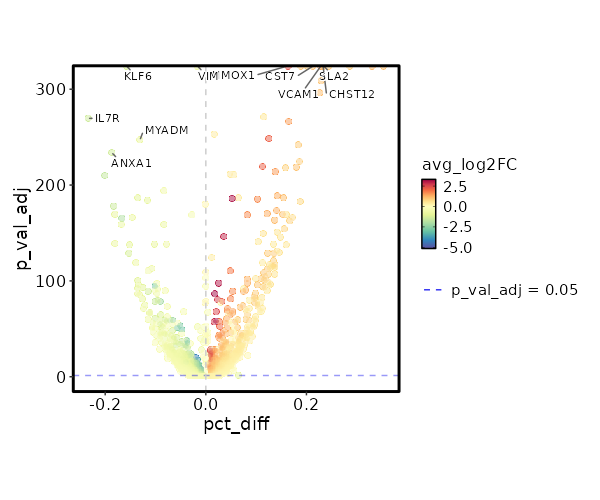 KLF6
VIM
HMOX1
CST7
SLA2
VCAM1
CHST12
IL7R
MYADM
ANXA1
300
200
100
0
-0.2
0.0
0.2
pct_diff
p_val_adj
avg_log2FC
2.5
0.0
-2.5
-5.0
p_val_adj = 0.05